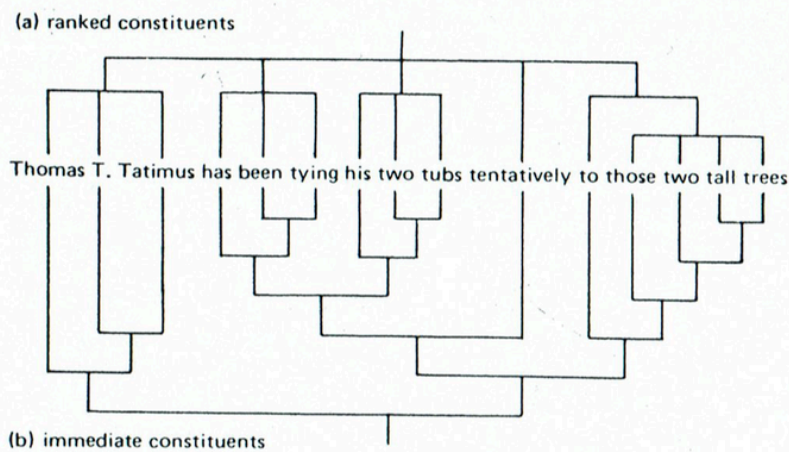 (a) ranked constituents
Thomas T. Tatimus has been tying his two tubs tentatively to those two tall trees
(b) immediate constituents